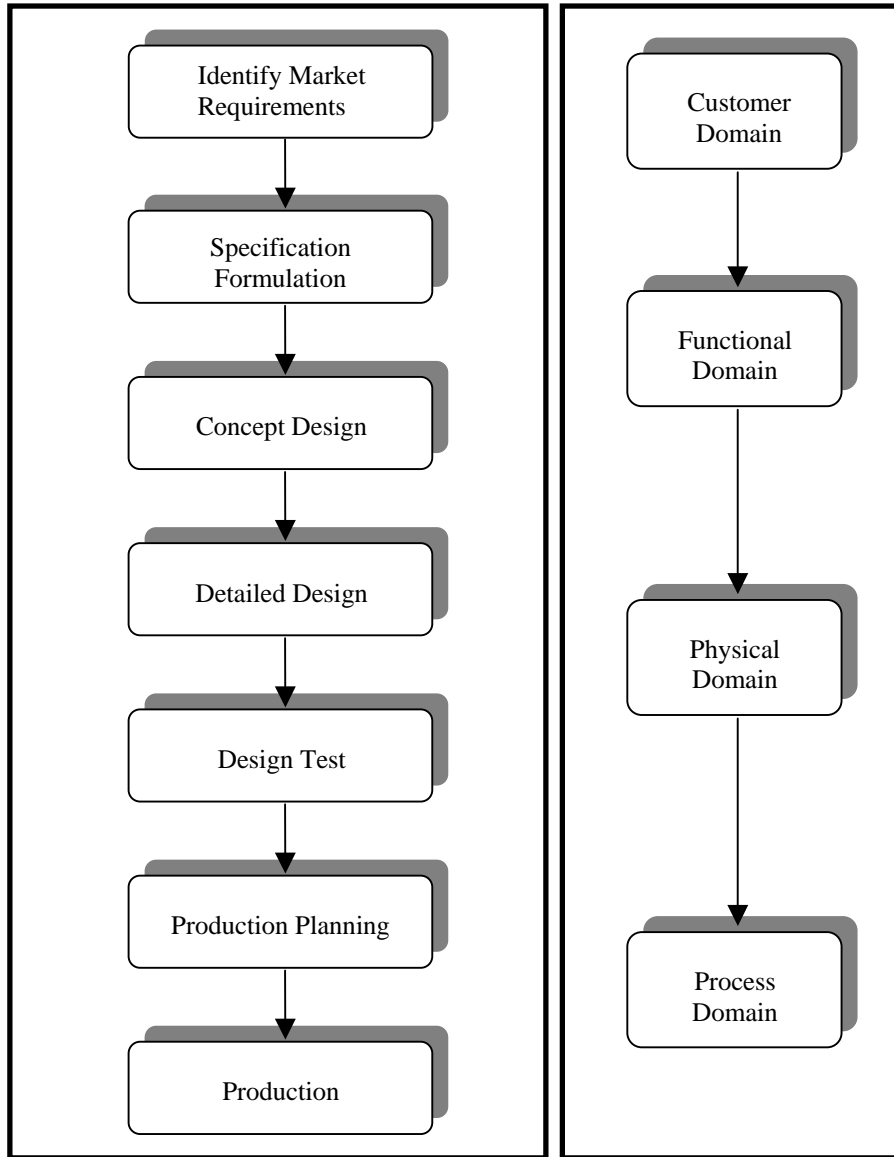 Identify Market
Requirements
Specification
Formulation
Concept Design
Detailed Design
Design Test
Production Planning
Production
Customer
Domain
Functional
Domain
Physical
Domain
Process
Domain